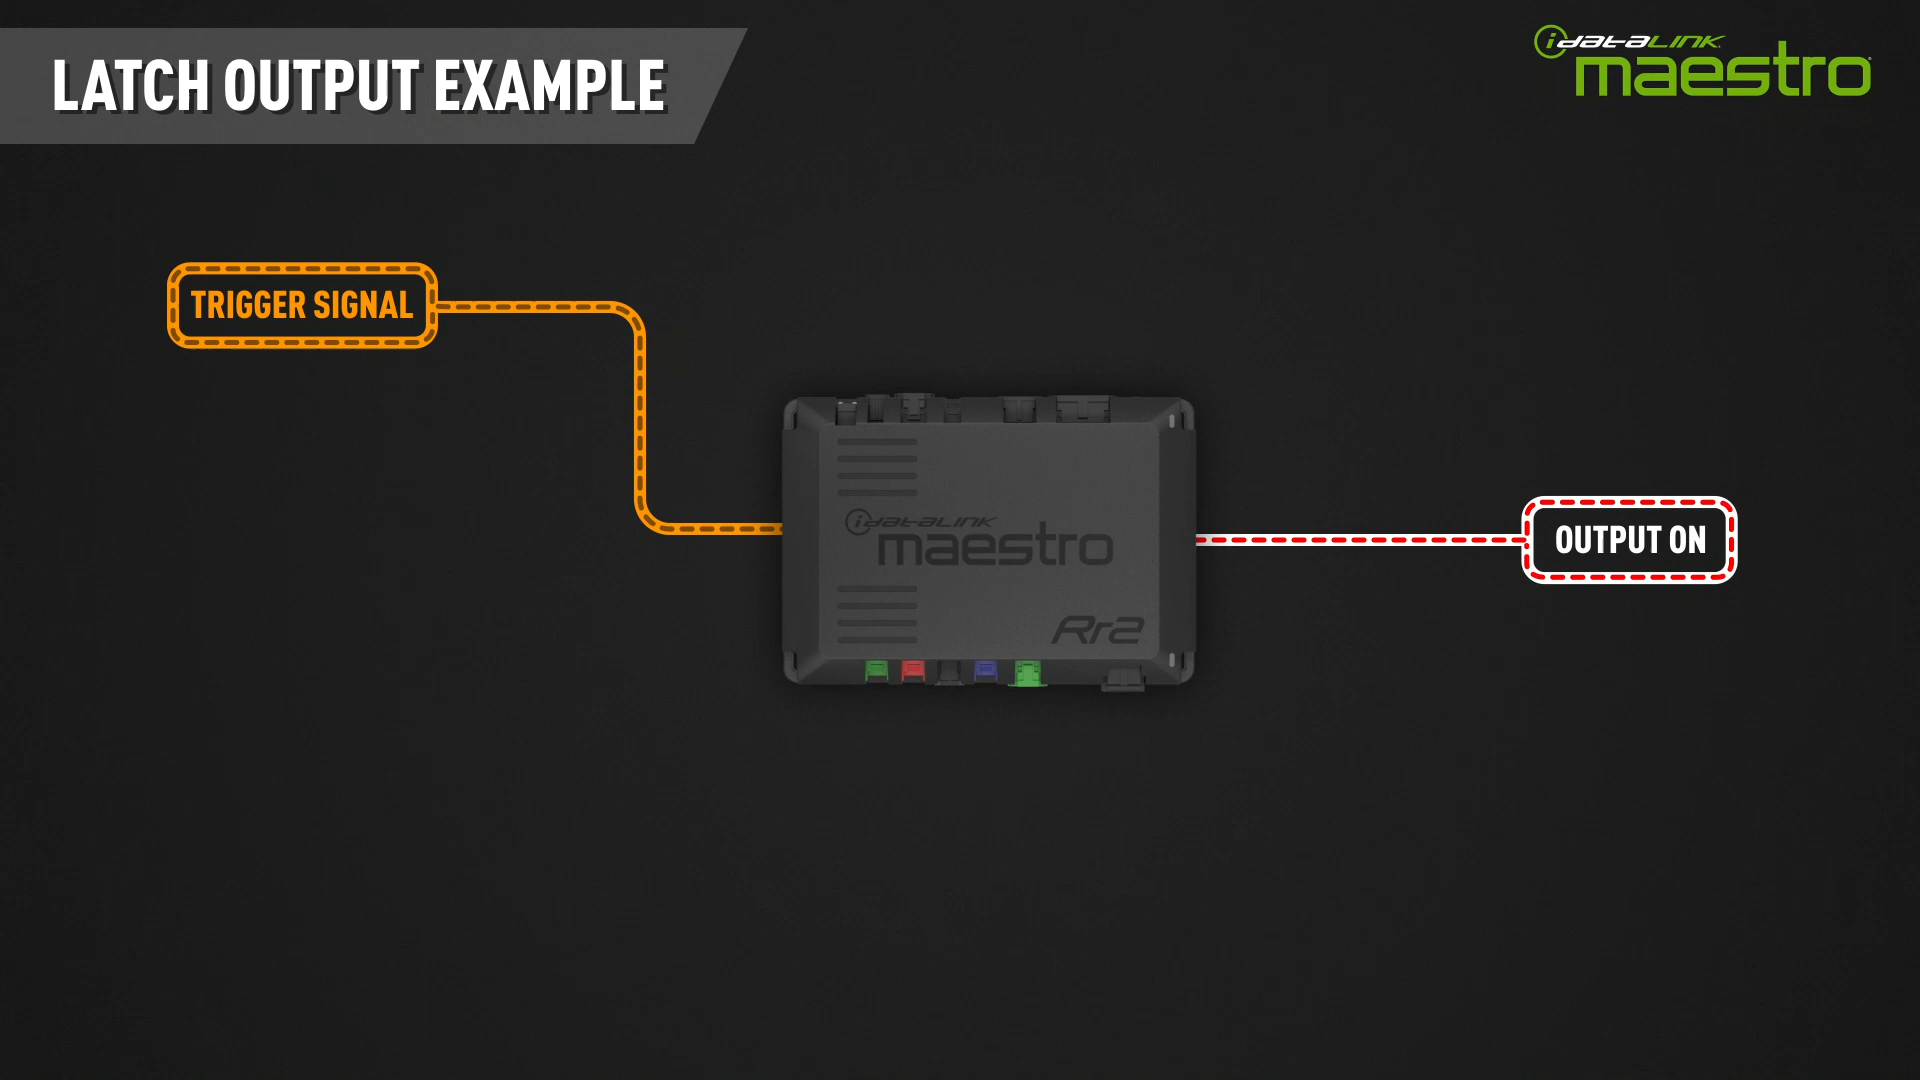 LATCH OUTPUT EXAMPLE
iDATALINK
maestro
TRIGGER SIGNAL
iDATALINK
maestro
OUTPUT ON
Rr2